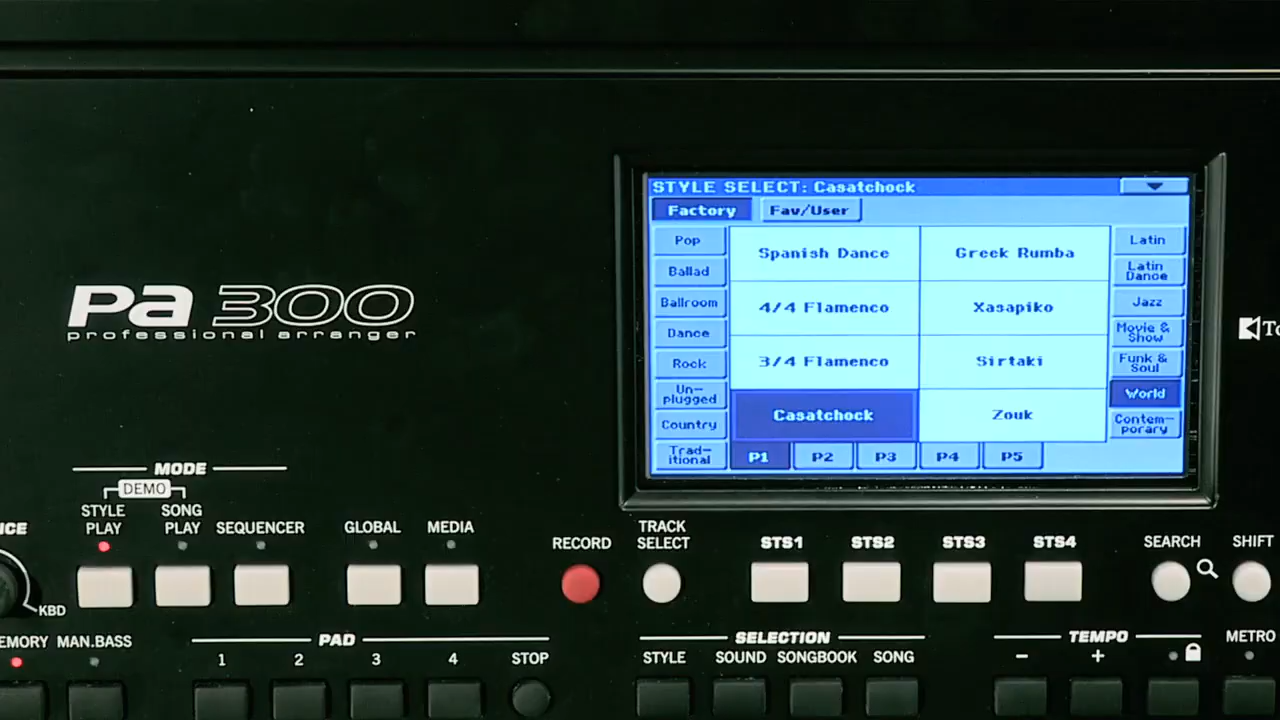 STYLE SELECT: Casatchock
Factory
Fav/User
Pop
Ballad
Ballroom
Dance
Rock
Un-
plugged
Country
Trad-
itional
Spanish Dance
Greek Rumba
4/4 Flamenco
Xasapiko
3/4 Flamenco
Sirtaki
Casatchock
Zouk
Latin
Latin
Dance
Jazz
Movie &
Show
Funk &
Soul
World
Contem-
porary
P1 P2 P3 P4 P5
Pa 300
professional arranger
MODE
DEMO
STYLE
PLAY
SONG
PLAY
SEQUENCER
GLOBAL
MEDIA
RECORD
TRACK
SELECT
STS1
STS2
STS3
STS4
SEARCH
SHIFT
KBD
MAN.BASS
PAD
1 2 3 4 STOP
SELECTION
STYLE SOUND SONGBOOK SONG
TEMPO
− +
METRO